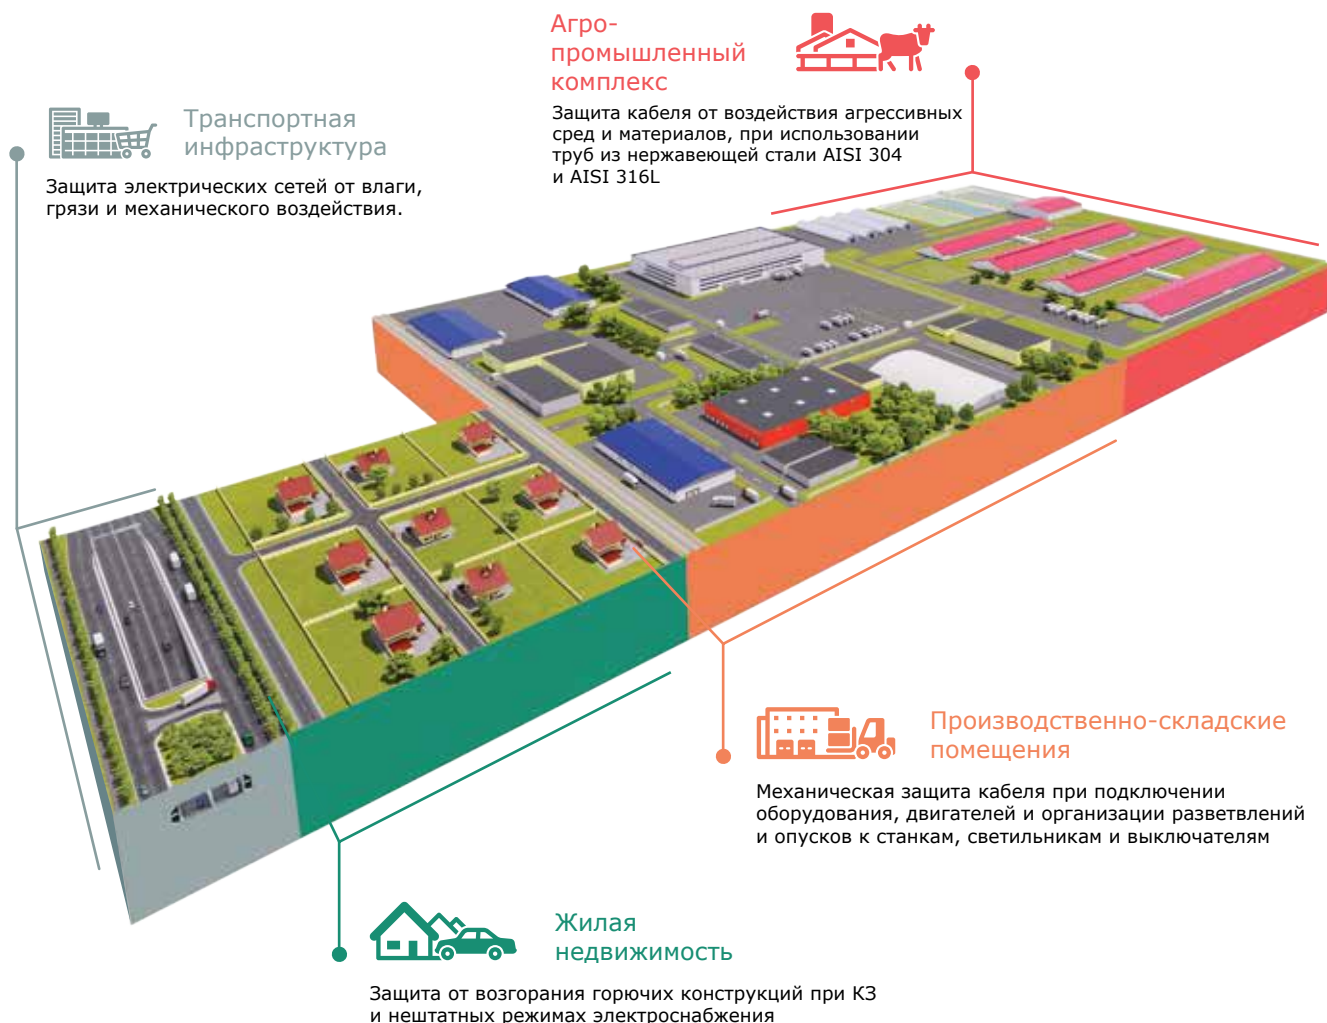 Агро-
промышленный
комплекс
Защита кабеля от воздействия агрессивных
сред и материалов, при использовании
труб из нержавеющей стали AISI 304
и AISI 316L
Транспортная
инфраструктура
Защита электрических сетей от влаги,
грязи и механического воздействия.
Производственно-складские
помещения
Механическая защита кабеля при подключении
оборудования, двигателей и организации разветвлений
и опусков к станкам, светильникам и выключателям
Жилая
недвижимость
Защита от возгорания горючих конструкций при КЗ
и нештатных режимах электроснабжения